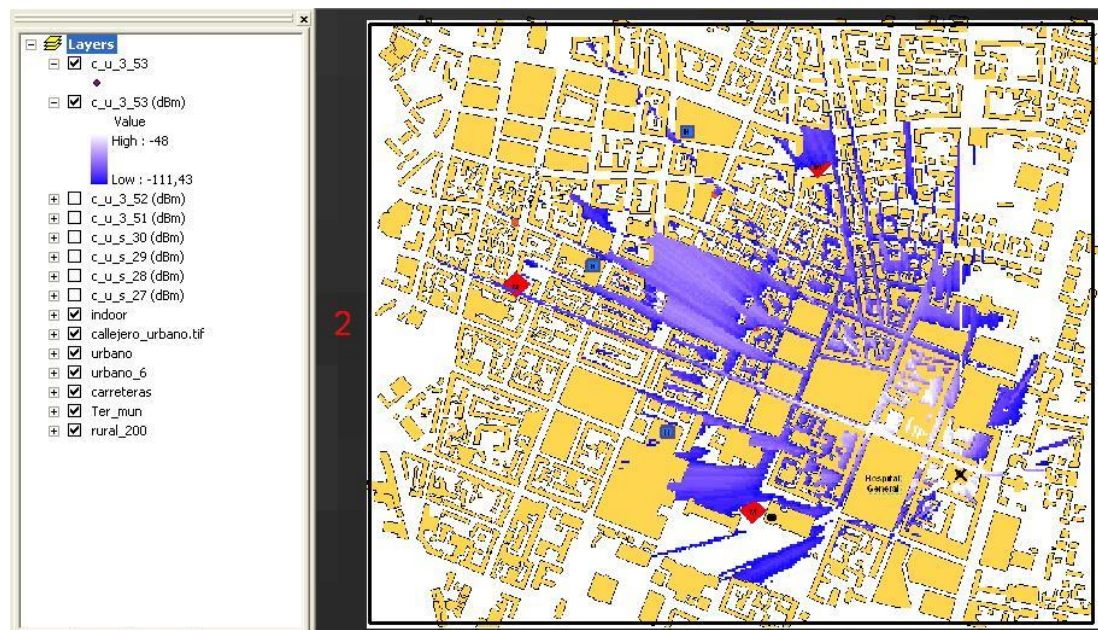 Layers
c_u_3_53
c_u_3_53 (dBm)
Value
High : -48
Low : -111,43
c_u_3_52 (dBm)
c_u_3_51 (dBm)
c_u_s_30 (dBm)
c_u_s_29 (dBm)
c_u_s_28 (dBm)
c_u_s_27 (dBm)
indoor
callejero_urbano.tif
urbano
urbano_6
carreteras
Ter_mun
rural_200
2
H
H
H
Hospital
General